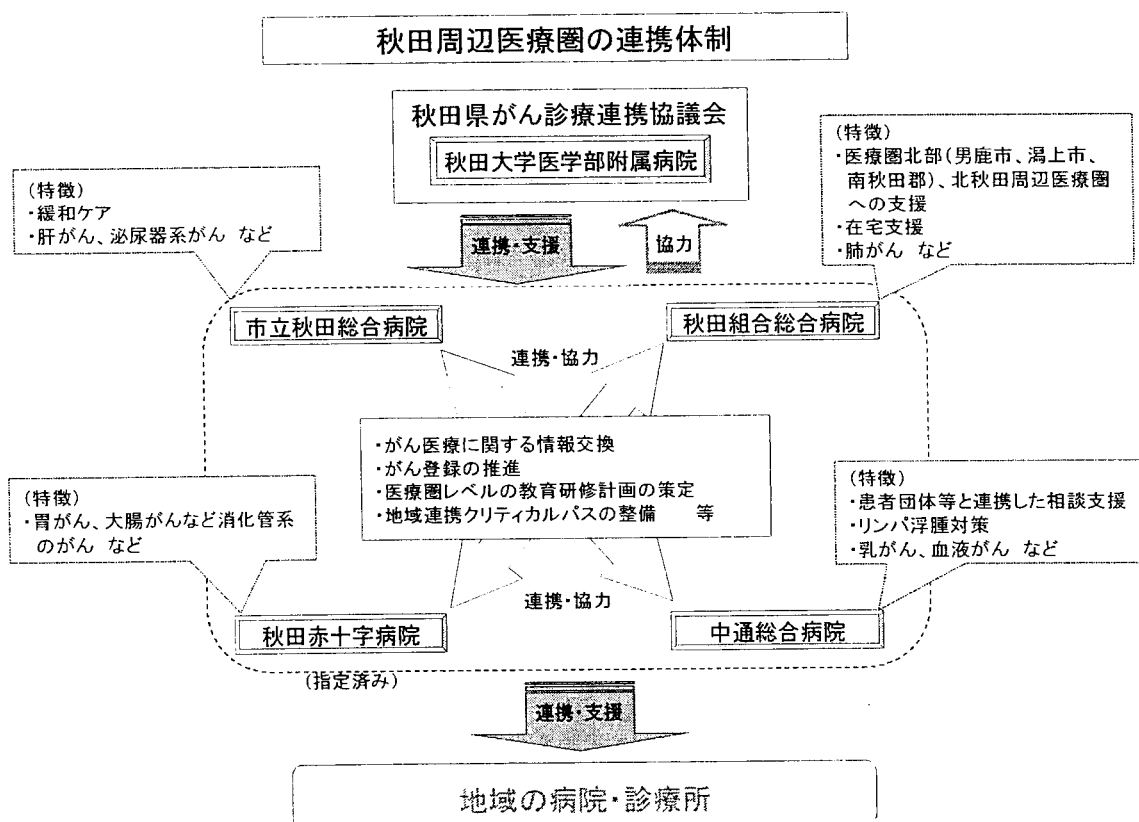 秋田周辺医療圏の連携体制
秋田県がん診療連携協議会
秋田大学医学部附属病院
(特徴)
・緩和ケア
・肝がん、泌尿器系がん など
(特徴)
・医療圏北部(男鹿市、潟上市、
南秋田郡)、北秋田周辺医療圏
への支援
・在宅支援
・肺がん など
連携・支援
協力
市立秋田総合病院
秋田組合総合病院
連携・協力
・がん医療に関する情報交換
・がん登録の推進
・医療圏レベルの教育研修計画の策定
・地域連携クリティカルパスの整備 等
(特徴)
・胃がん、大腸がんなど消化管系
のがん など
(特徴)
・患者団体等と連携した相談支援
・リンパ浮腫対策
・乳がん、血液がん など
連携・協力
秋田赤十字病院
中通総合病院
(指定済み)
連携・支援
地域の病院・診療所